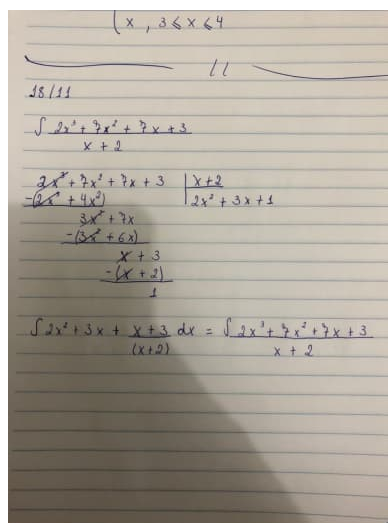 { x , 3 ≤ x ≤ 4
//
18/11
∫ 2x³ + 7x² + 7x + 3
x + 2
2x³ + 7x² + 7x + 3 | x+2
-(2x³ + 4x²) 2x² + 3x + 1
3x² + 7x
-(3x² + 6x)
x + 3
-(x + 2)
1
∫ 2x² + 3x + x+3 dx = ∫ 2x³ + 7x² + 7x + 3
(x+2) x + 2